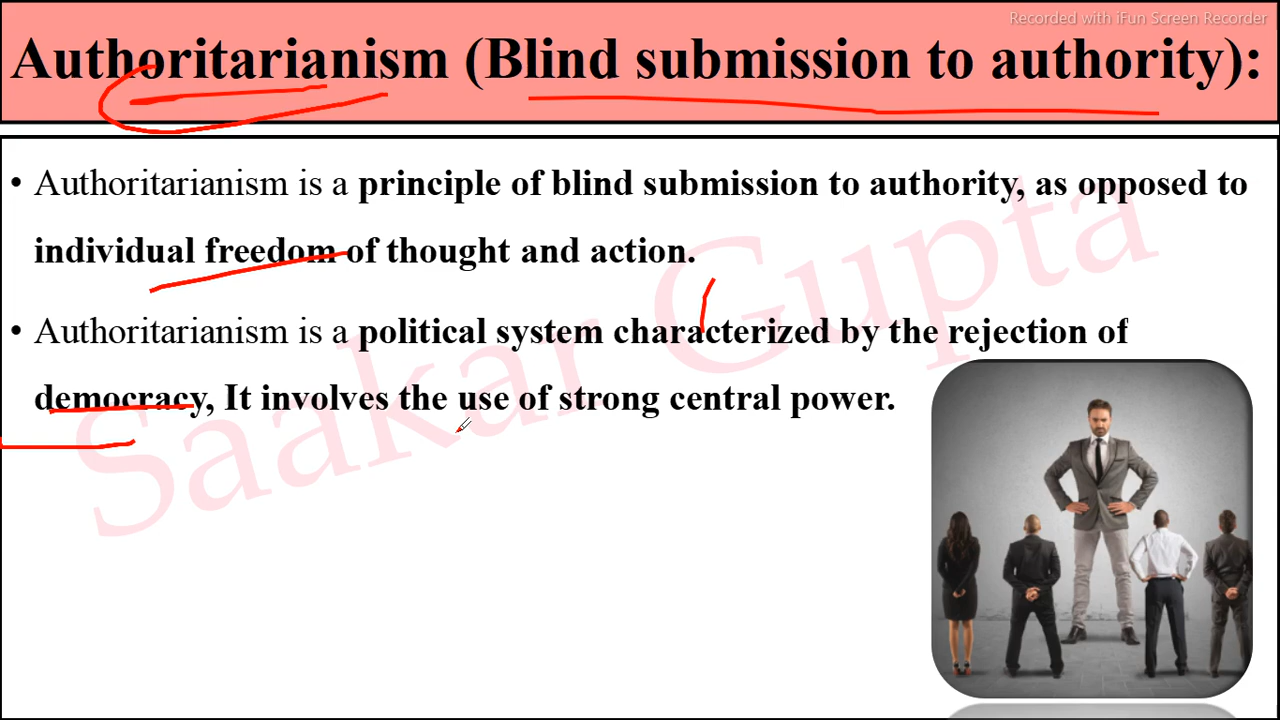 Recorded with iFun Screen Recorder
Authoritarianism (Blind submission to authority):
• Authoritarianism is a principle of blind submission to authority, as opposed to
individual freedom of thought and action.
• Authoritarianism is a political system characterized by the rejection of
democracy, It involves the use of strong central power.
Saakar Gupta